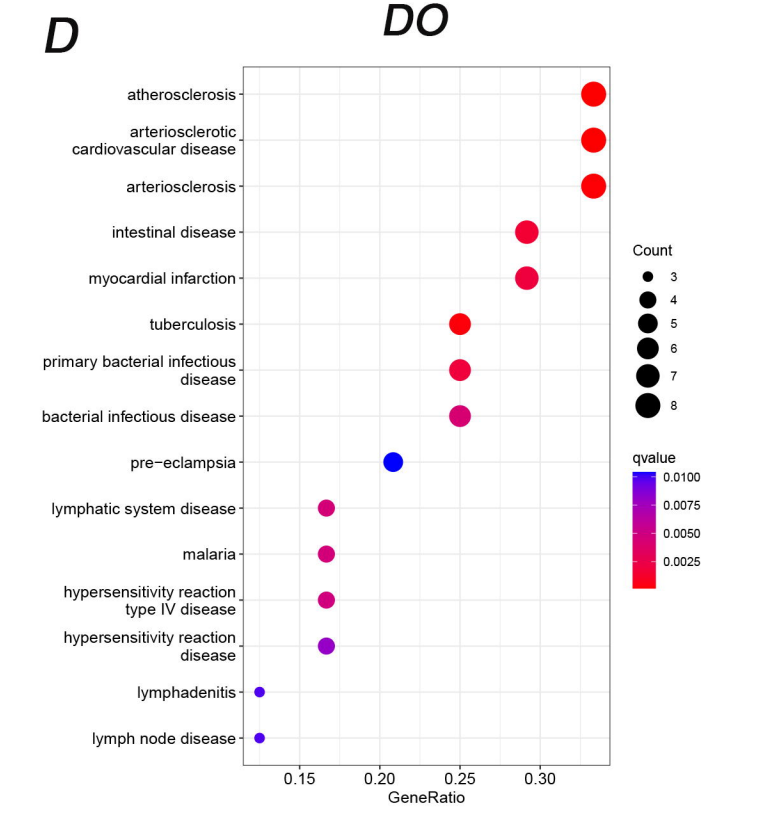 D
DO
atherosclerosis
arteriosclerotic
cardiovascular disease
arteriosclerosis
intestinal disease
myocardial infarction
tuberculosis
primary bacterial infectious
disease
bacterial infectious disease
pre−eclampsia
lymphatic system disease
malaria
hypersensitivity reaction
type IV disease
hypersensitivity reaction
disease
lymphadenitis
lymph node disease
0.15 0.20 0.25 0.30
GeneRatio
Count
3
4
5
6
7
8
qvalue
0.0100
0.0075
0.0050
0.0025